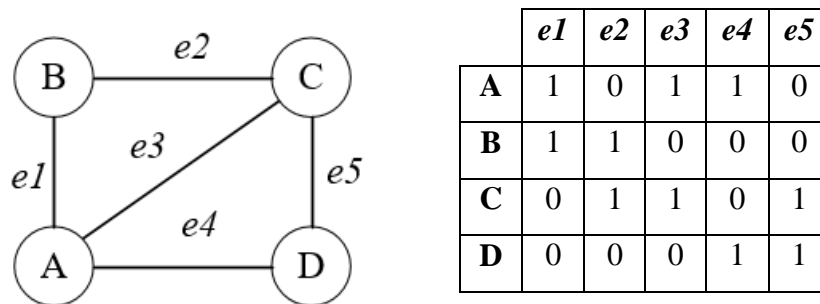 e2
B C
e3
e1 e5
e4
A D
e1 e2 e3 e4 e5
A 1 0 1 1 0
B 1 1 0 0 0
C 0 1 1 0 1
D 0 0 0 1 1